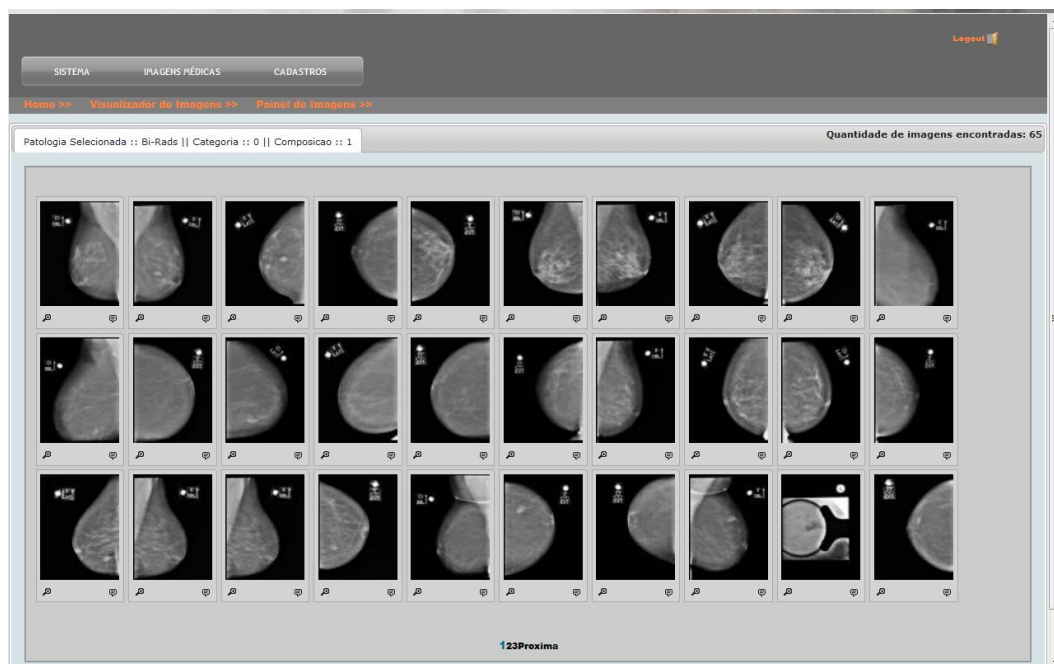 Logout
SISTEMA IMAGENS MÉDICAS CADASTROS
Home >> Visualizador de Imagens >> Painel de Imagens >>
Patologia Selecionada :: Bi-Rads || Categoria :: 0 || Composicao :: 1
Quantidade de imagens encontradas: 65
123Proxima